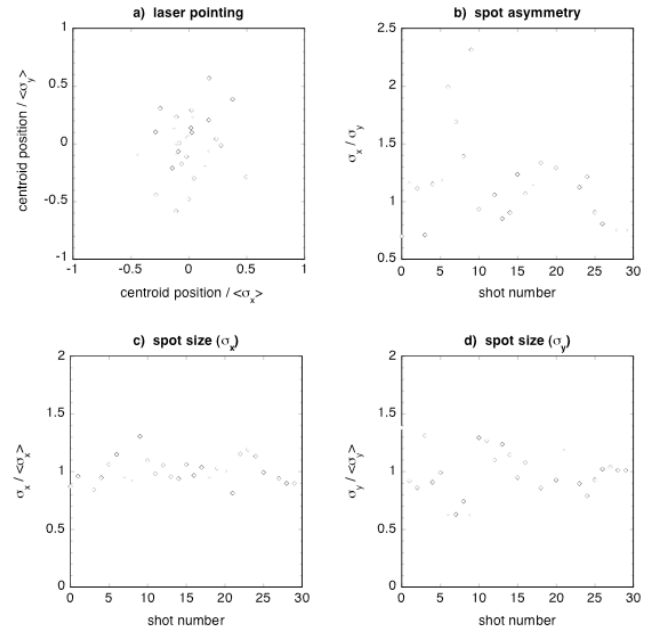 a) laser pointing
1
0.5
0
-0.5
-1
-1 -0.5 0 0.5 1
centroid position / <σy>
centroid position / <σx>
b) spot asymmetry
2.5
2
1.5
1
0.5
0 5 10 15 20 25 30
σx / σy
shot number
c) spot size (σx)
2
1.5
1
0.5
0
0 5 10 15 20 25 30
σx / <σx>
shot number
d) spot size (σy)
2
1.5
1
0.5
0
0 5 10 15 20 25 30
σy / <σy>
shot number